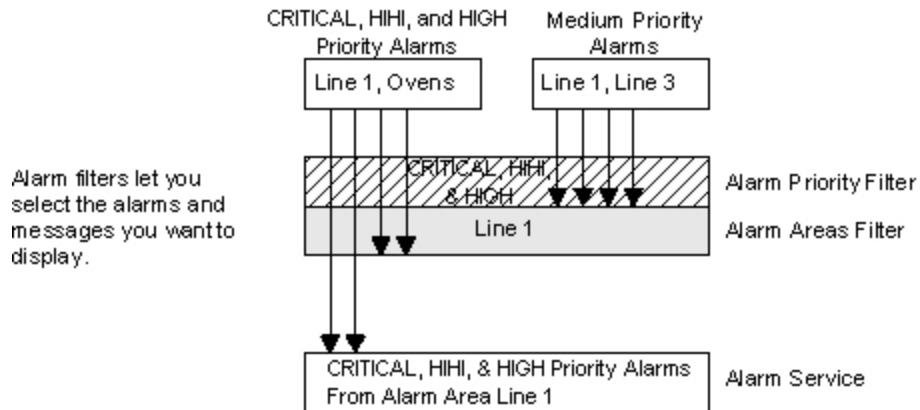 CRITICAL, HIHI, and HIGH
Priority Alarms
Medium Priority
Alarms
Line 1, Ovens
Line 1, Line 3
Alarm filters let you
select the alarms and
messages you want to
display.
CRITICAL, HIHI,
& HIGH
Alarm Priority Filter
Line 1
Alarm Areas Filter
CRITICAL, HIHI, & HIGH Priority Alarms
From Alarm Area Line 1
Alarm Service